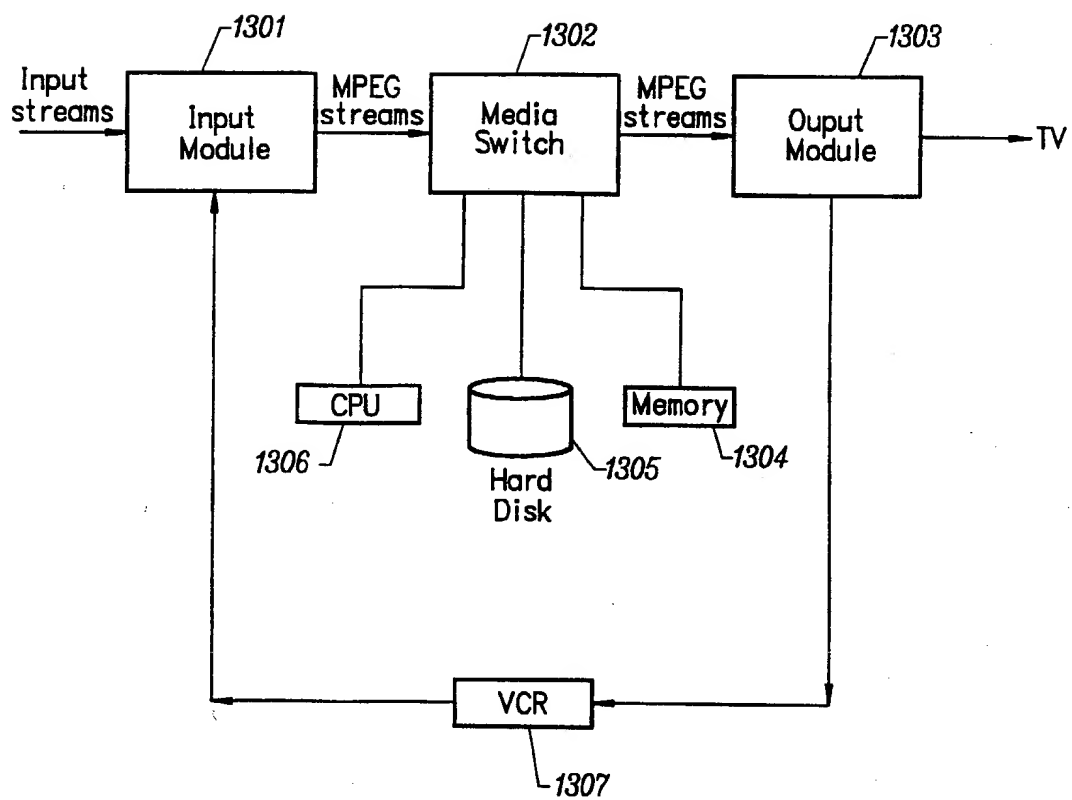 1301
1302
1303
Input
streams
MPEG
streams
MPEG
streams
Input
Module
Media
Switch
Ouput
Module
TV
CPU
Memory
1306
1305
1304
Hard
Disk
VCR
1307